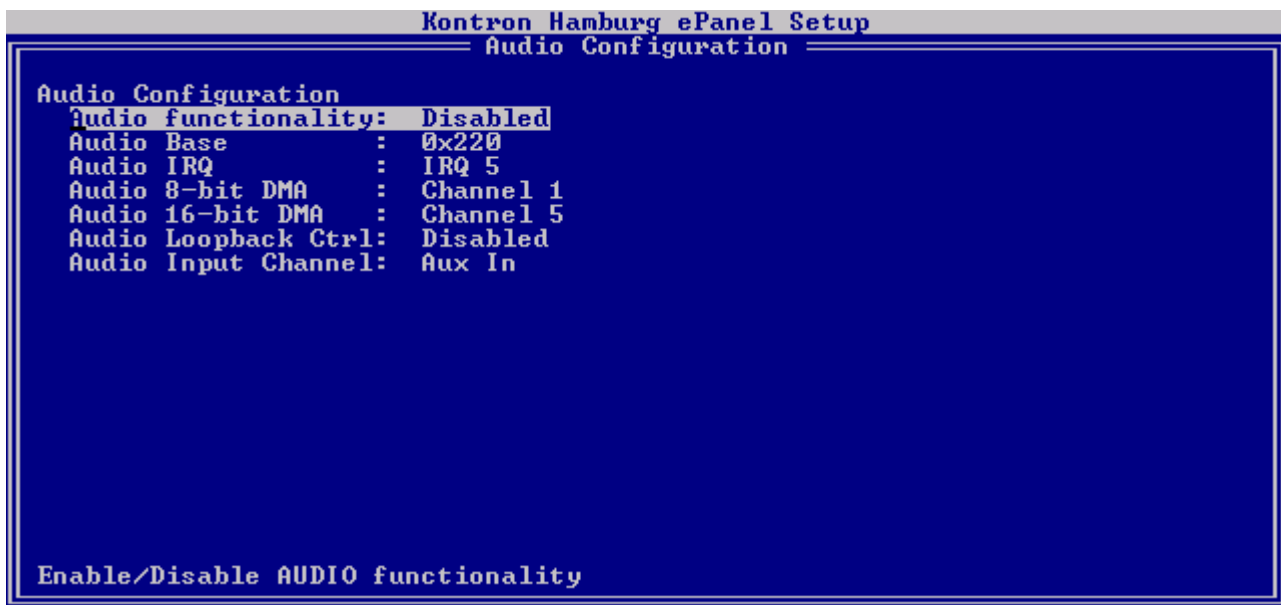 Kontron Hamburg ePanel Setup
Audio Configuration
Audio Configuration
Audio functionality: Disabled
Audio Base : 0x220
Audio IRQ : IRQ 5
Audio 8-bit DMA : Channel 1
Audio 16-bit DMA : Channel 5
Audio Loopback Ctrl: Disabled
Audio Input Channel: Aux In
Enable/Disable AUDIO functionality